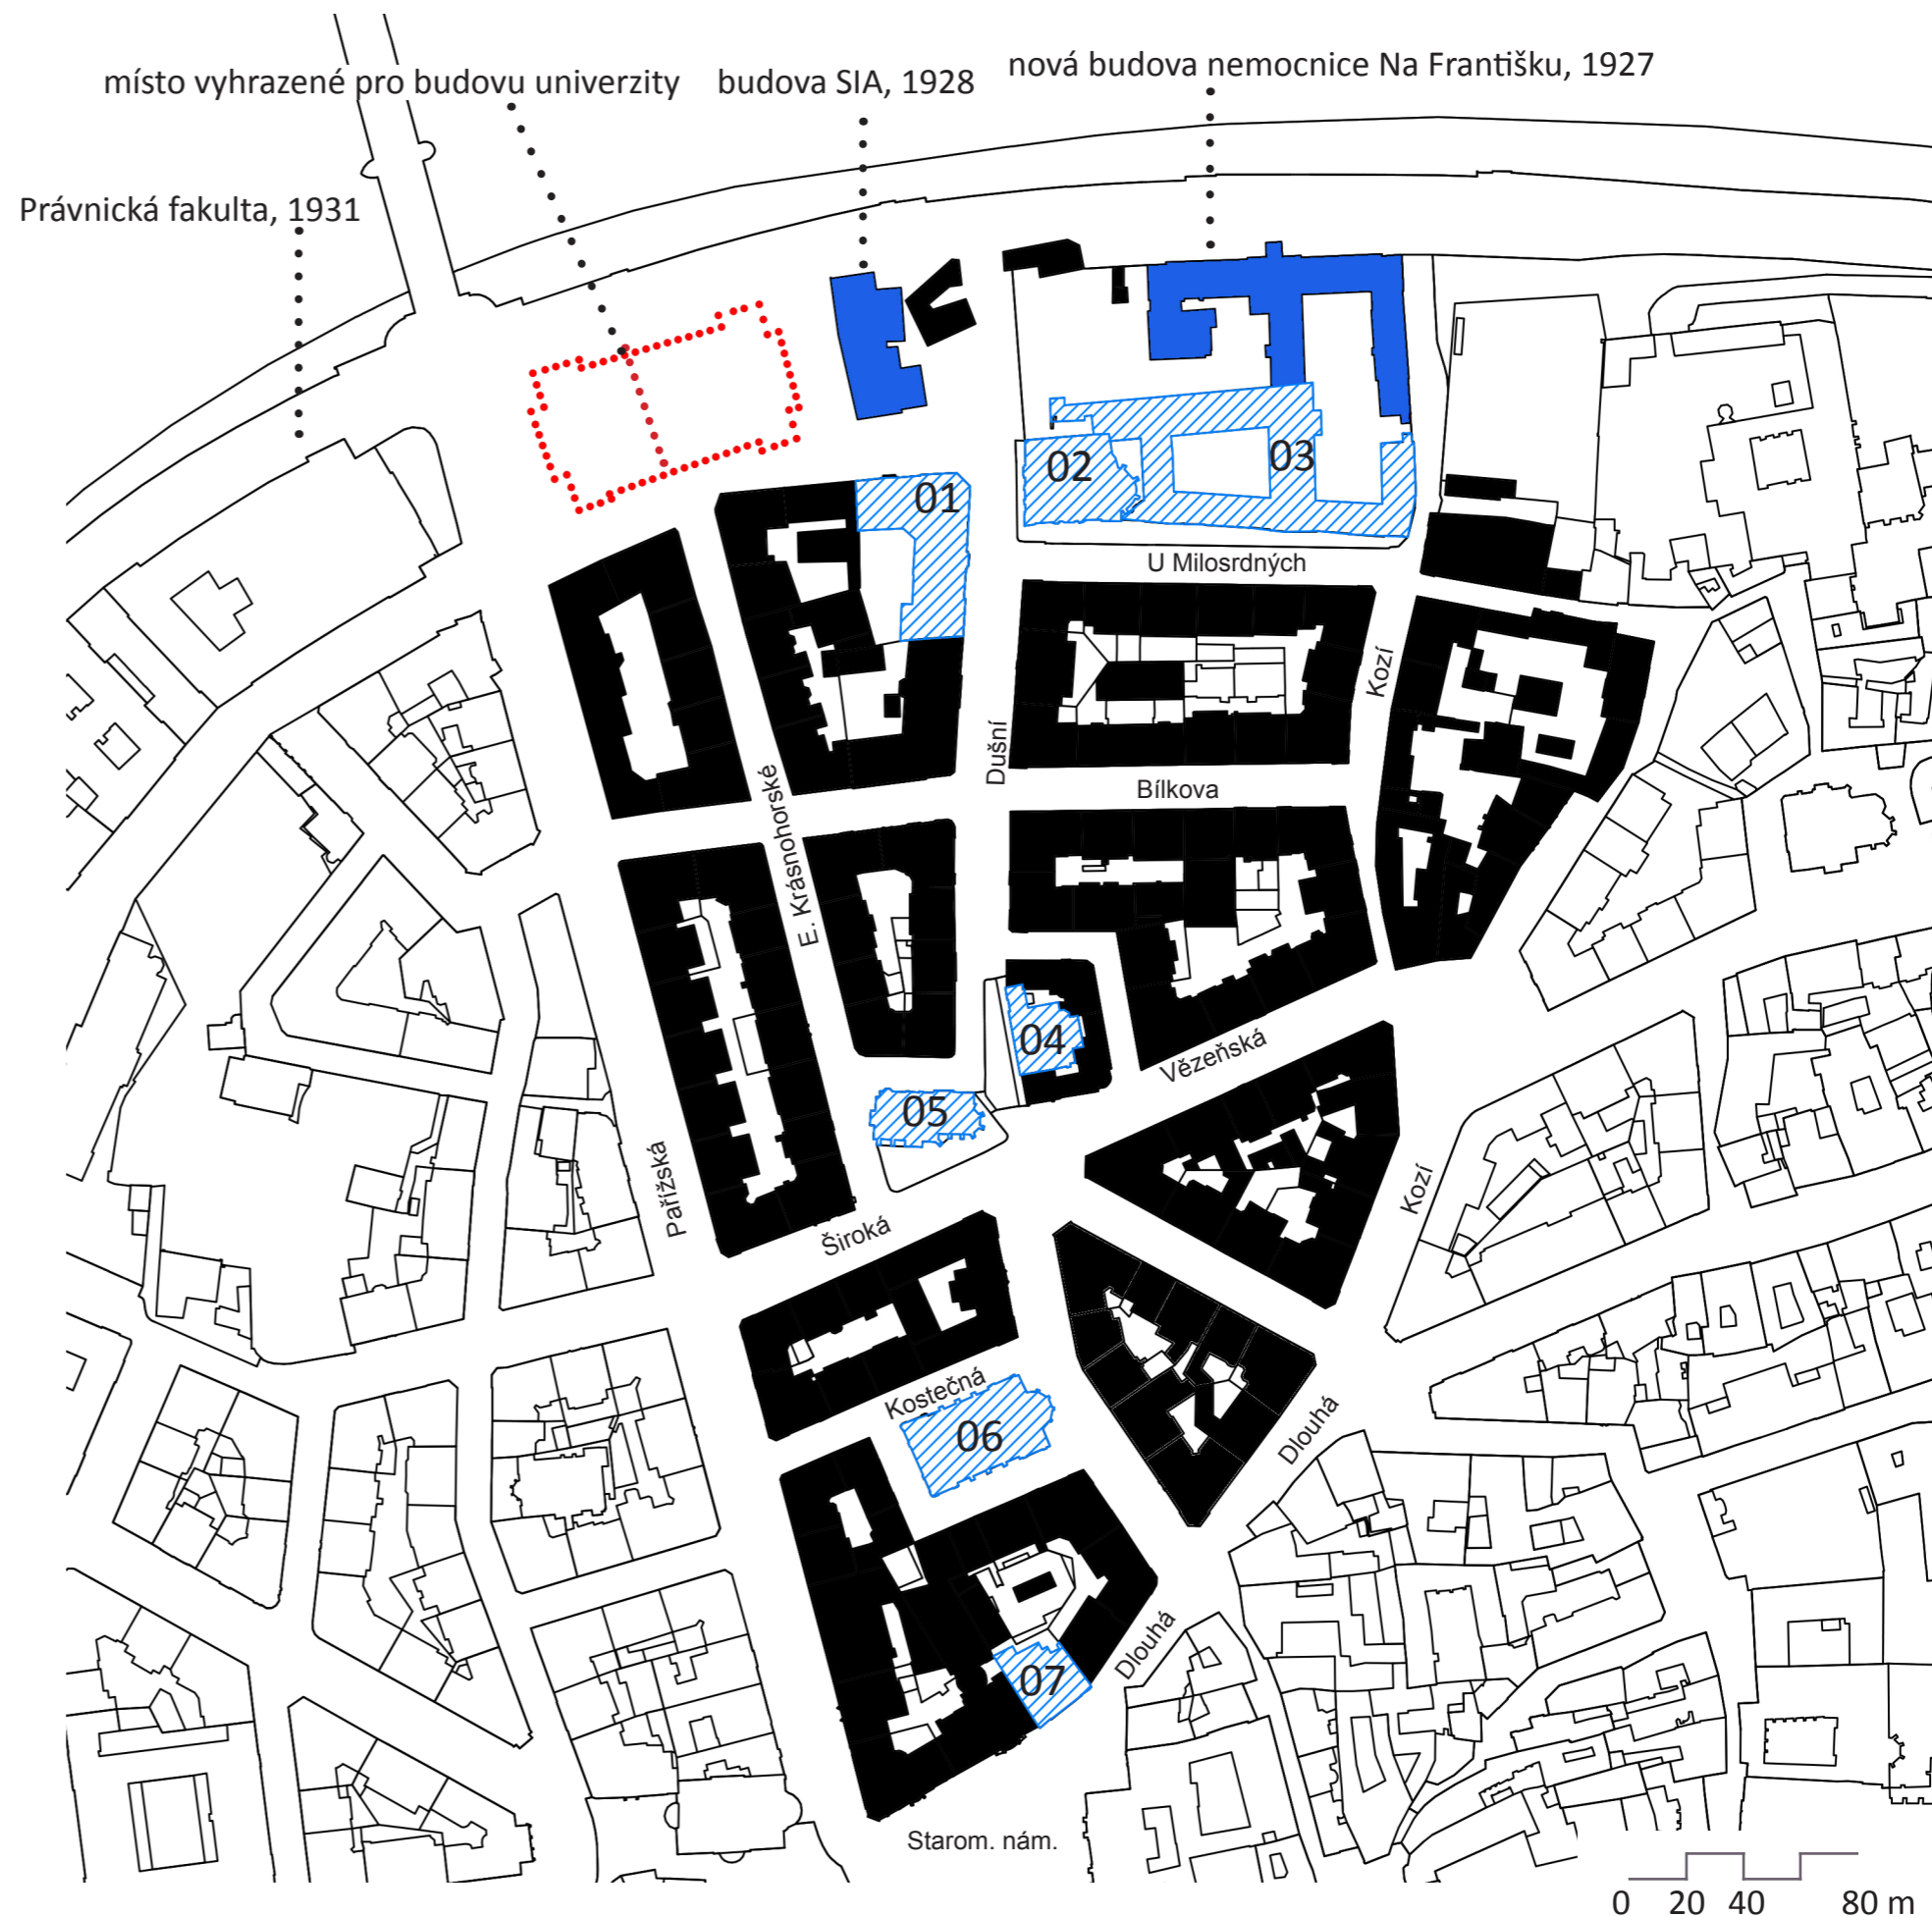 nová budova nemocnice Na Františku, 1927
místo vyhrazené pro budovu univerzity
budova SIA, 1928
Právnická fakulta, 1931
01
02
03
U Milosrdných
Kozí
Dušní
Bílkova
E. Krásnohorské
04
Vězeňská
05
Pařížská
Široká
Kozí
Kostečná
06
Dlouhá
07
Dlouhá
Starom. nám.
0 20 40 80 m